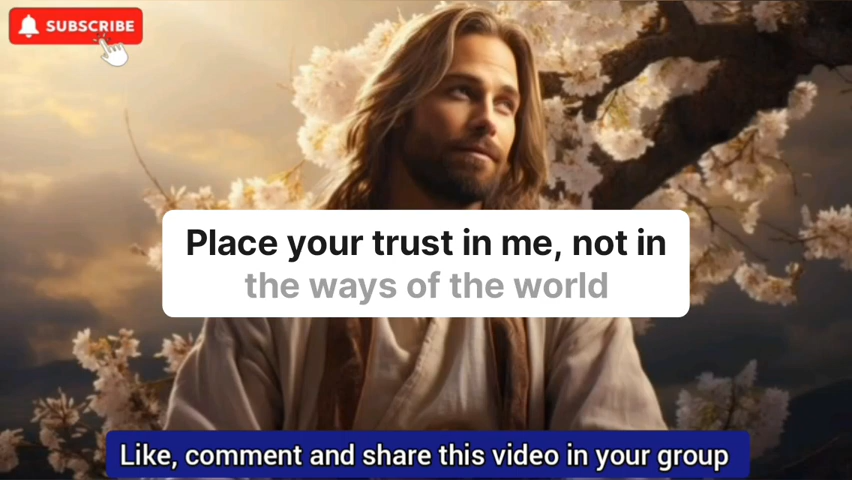 SUBSCRIBE
Place your trust in me, not in
the ways of the world
Like, comment and share this video in your group